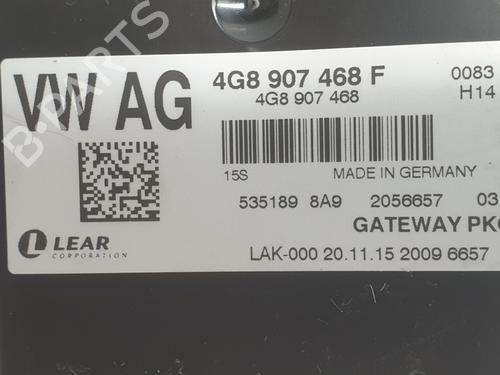 VW AG
4G8 907 468 F
0083
4G8 907 468
H14
15S
MADE IN GERMANY
535189 8A9 2056657 03
GATEWAY PK
LEAR
CORPORATION
LAK-000 20.11.15 2009 6657
B-PARTS